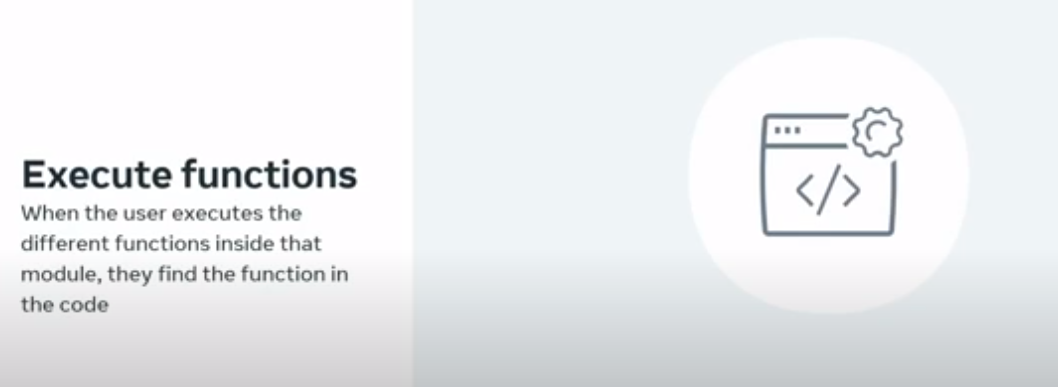 Execute functions
When the user executes the
different functions inside that
module, they find the function in
the code